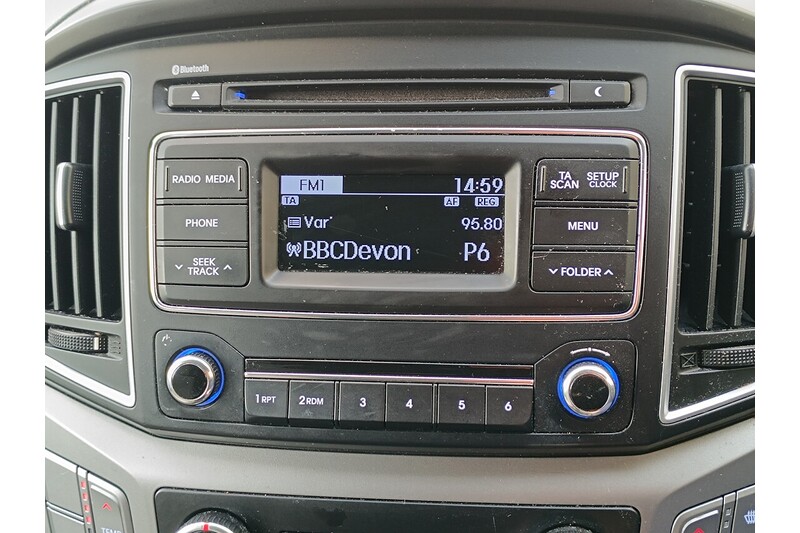 Bluetooth
RADIO MEDIA
PHONE
SEEK
TRACK
FM1 14:59
TA AF REG
Var 95.80
BBCDevon P6
TA SETUP
SCAN CLOCK
MENU
FOLDER
1 RPT 2 RDM 3 4 5 6
TEMP